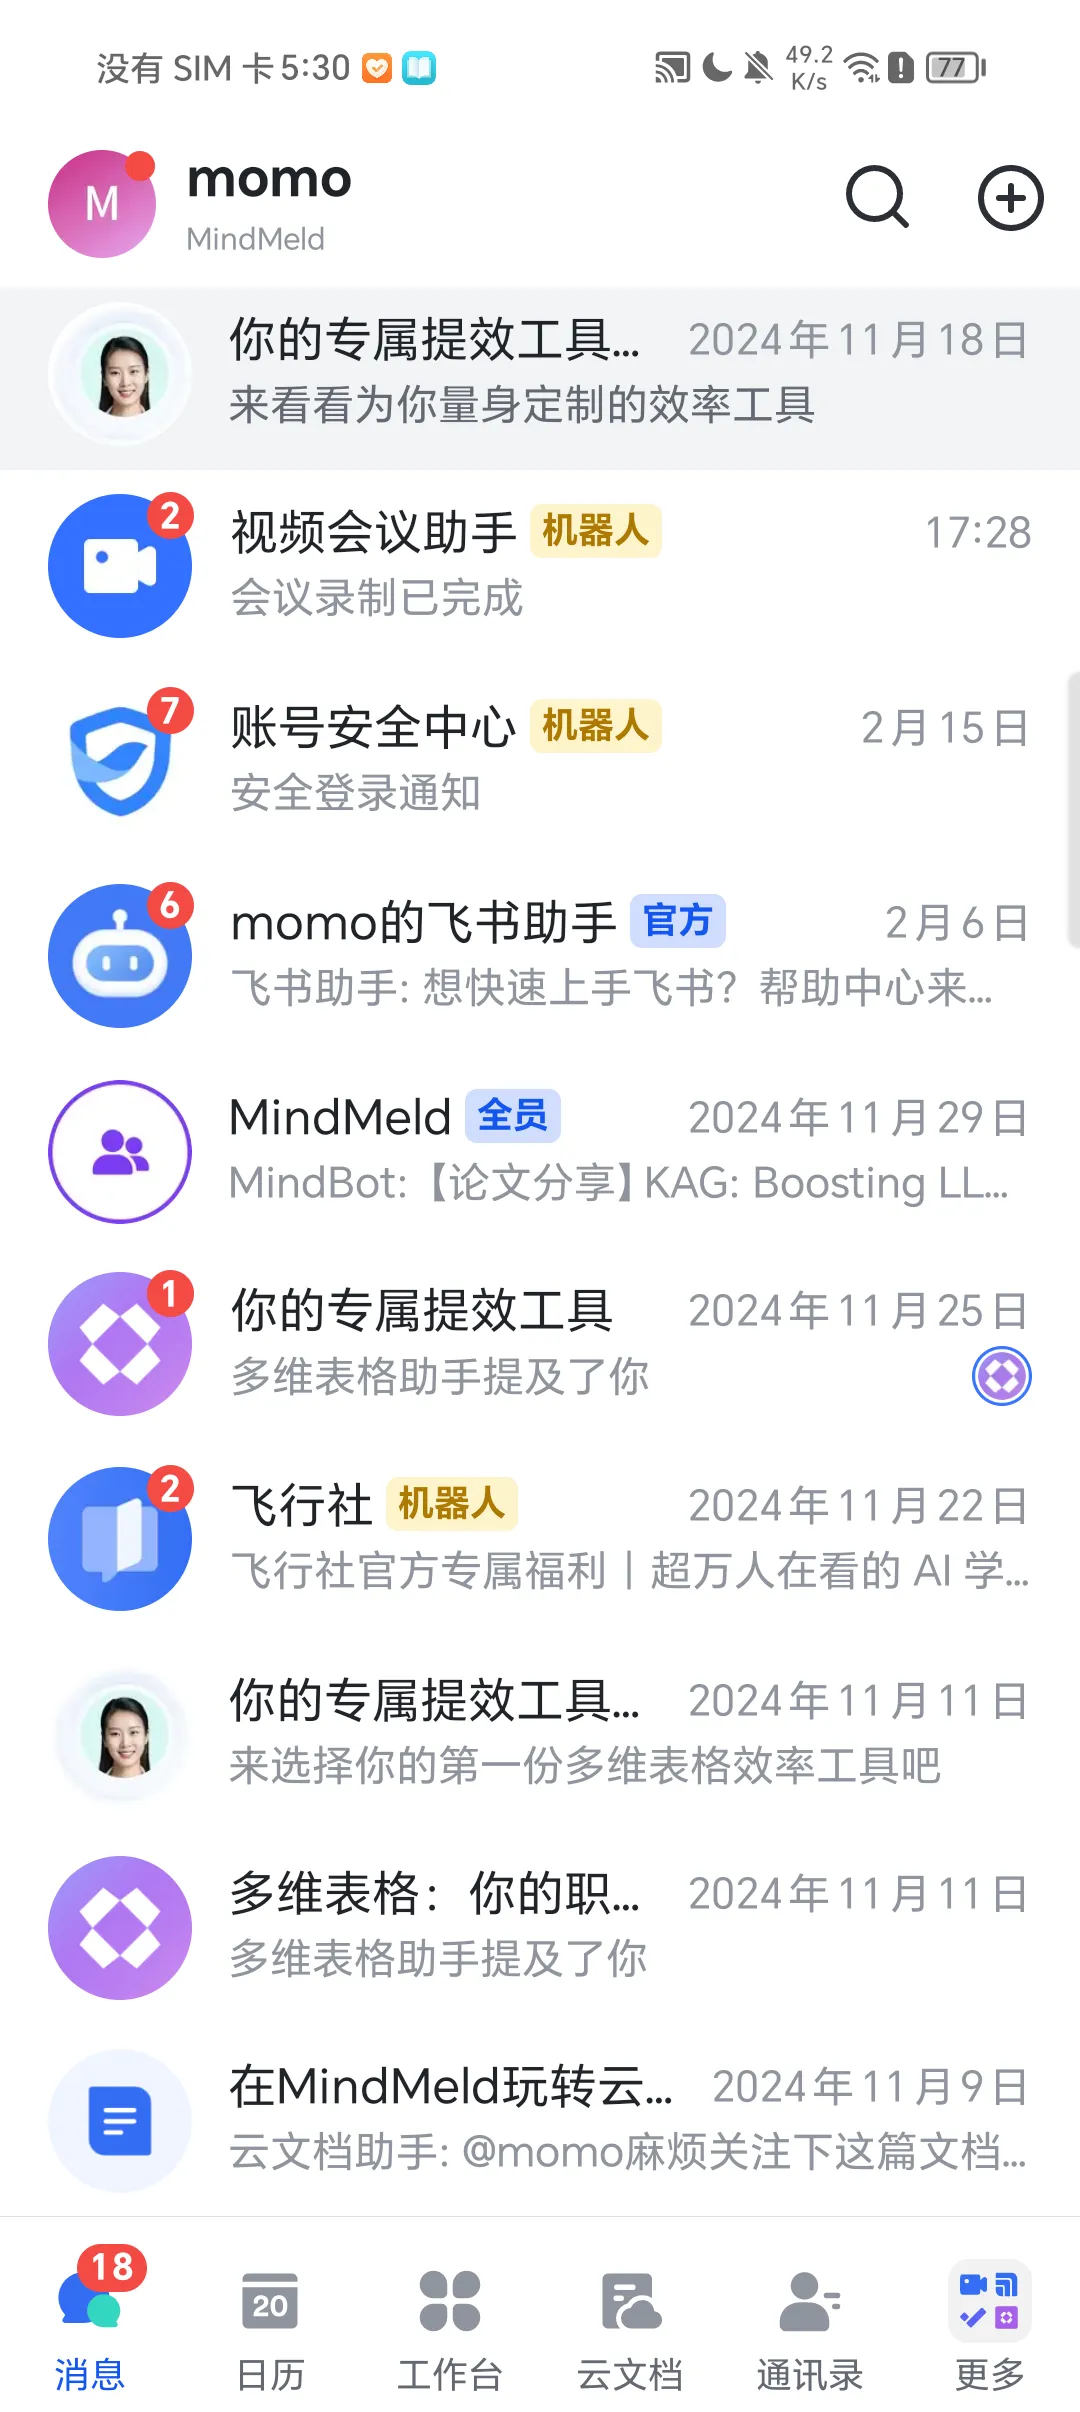 没有 SIM 卡 5:30
49.2 K/s
77
M
momo
MindMeld
你的专属提效工具... 2024年11月18日
来看看为你量身定制的效率工具
2
视频会议助手 机器人 17:28
会议录制已完成
7
账号安全中心 机器人 2月15日
安全登录通知
6
momo的飞书助手 官方 2月6日
飞书助手: 想快速上手飞书？帮助中心来...
MindMeld 全员 2024年11月29日
MindBot:【论文分享】KAG: Boosting LL...
1
你的专属提效工具 2024年11月25日
多维表格助手提及了你
2
飞行社 机器人 2024年11月22日
飞行社官方专属福利｜超万人在看的 AI 学...
你的专属提效工具... 2024年11月11日
来选择你的第一份多维表格效率工具吧
多维表格：你的职... 2024年11月11日
多维表格助手提及了你
在MindMeld玩转云... 2024年11月9日
云文档助手: @momo麻烦关注下这篇文档...
18
20
消息 日历 工作台 云文档 通讯录 更多